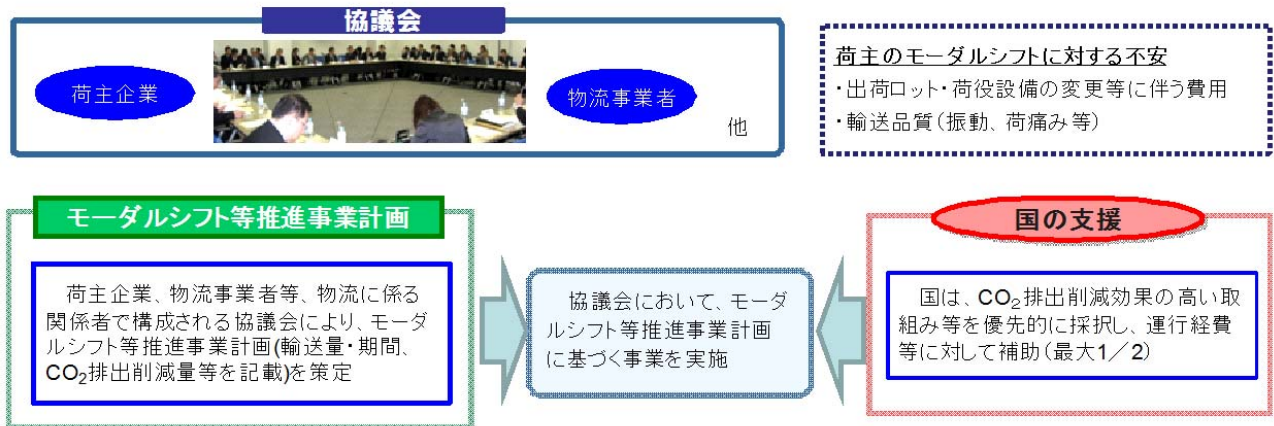 協議会
荷主企業
物流事業者
他
荷主のモーダルシフトに対する不安
・出荷ロット・荷役設備の変更等に伴う費用
・輸送品質(振動、荷痛み等)
モーダルシフト等推進事業計画
荷主企業、物流事業者等、物流に係る
関係者で構成される協議会により、モーダ
ルシフト等推進事業計画(輸送量・期間、
CO₂排出削減量等を記載)を策定
協議会において、モーダ
ルシフト等推進事業計画
に基づく事業を実施
国の支援
国は、CO₂排出削減効果の高い取
組み等を優先的に採択し、運行経費
等に対して補助(最大1/2)